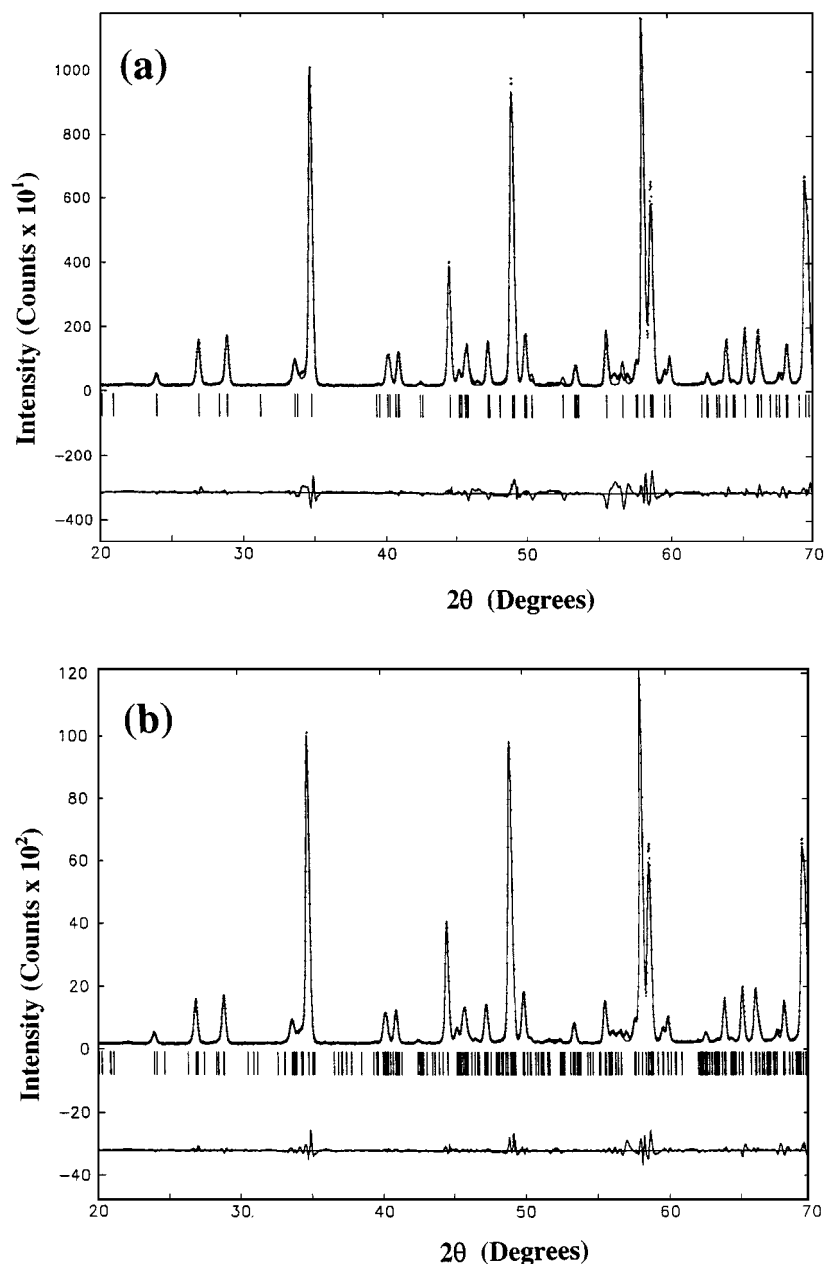 (a)
Intensity (Counts x 10¹)
1000
800
600
400
200
0
−200
−400
20 30 40 50 60 70
2θ (Degrees)
(b)
Intensity (Counts x 10²)
120
100
80
60
40
20
0
−20
−40
20 30. 40 50 60 70
2θ (Degrees)